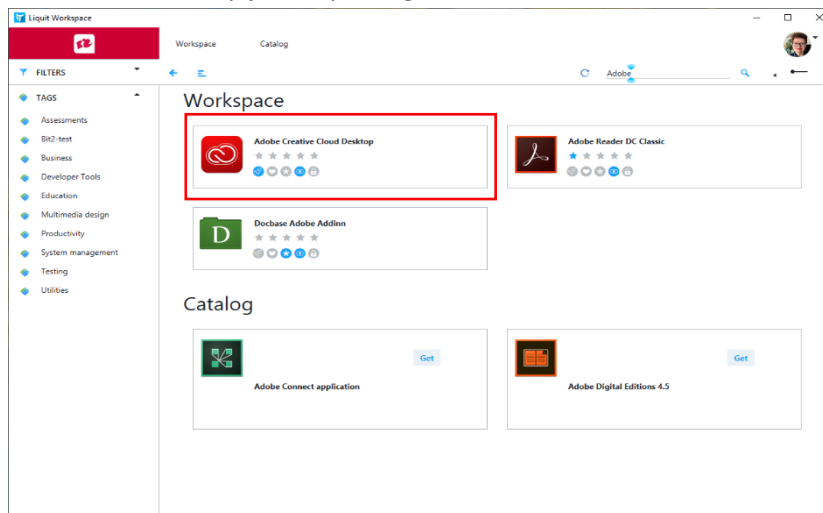 Liquit Workspace
Workspace Catalog
FILTERS
Adobe
TAGS
Assessments
Bit2-test
Business
Developer Tools
Education
Multimedia design
Productivity
System management
Testing
Utilities
Workspace
Adobe Creative Cloud Desktop
Adobe Reader DC Classic
D
Docbase Adobe Addinn
Catalog
Get
Adobe Connect application
Get
Adobe Digital Editions 4.5